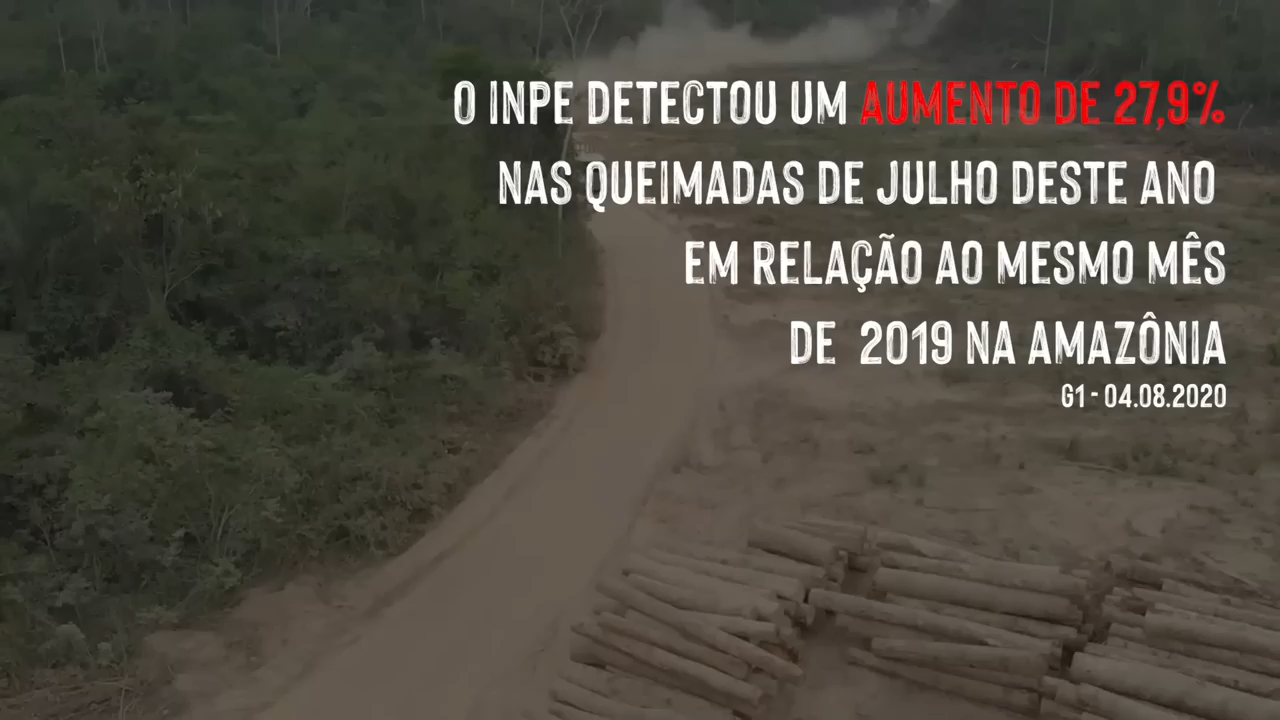 O INPE DETECTOU UM AUMENTO DE 27,9%
NAS QUEIMADAS DE JULHO DESTE ANO
EM RELAÇÃO AO MESMO MÊS
DE 2019 NA AMAZÔNIA
G1 - 04.08.2020